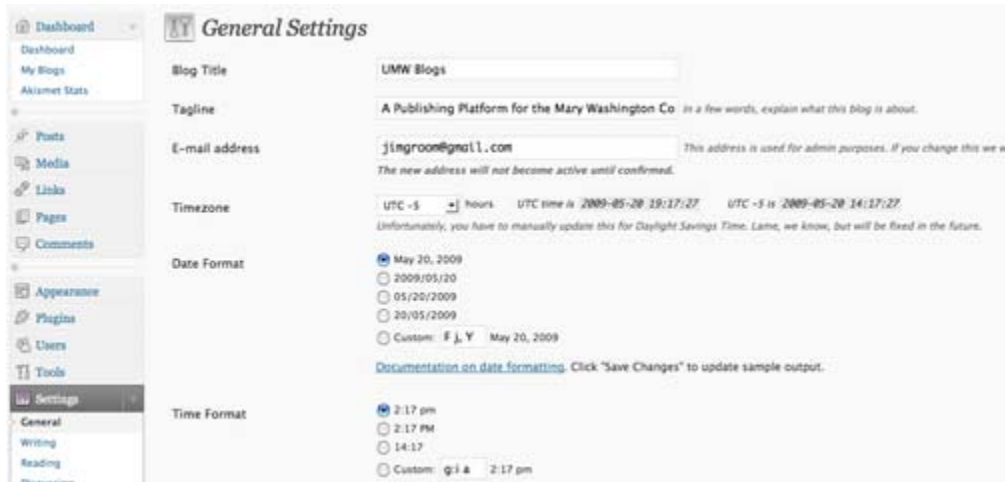 Dashboard
Dashboard
My Blogs
Akismet Stats
Posts
Media
Links
Pages
Comments
Appearance
Plugins
Users
Tools
Settings
General
Writing
Reading
General Settings
Blog Title
UMW Blogs
Tagline
A Publishing Platform for the Mary Washington Co In a few words, explain what this blog is about.
E-mail address
jimgroom@gmail.com This address is used for admin purposes. If you change this we w
The new address will not become active until confirmed.
Timezone
UTC -5 hours UTC time is 2009-05-20 19:17:27 UTC -5 is 2009-05-20 14:17:27
Unfortunately, you have to manually update this for Daylight Savings Time. Lame, we know, but will be fixed in the future.
Date Format
May 20, 2009
2009/05/20
05/20/2009
20/05/2009
Custom: F j, Y May 20, 2009
Documentation on date formatting. Click "Save Changes" to update sample output.
Time Format
2:17 pm
2:17 PM
14:17
Custom: g:i a 2:17 pm